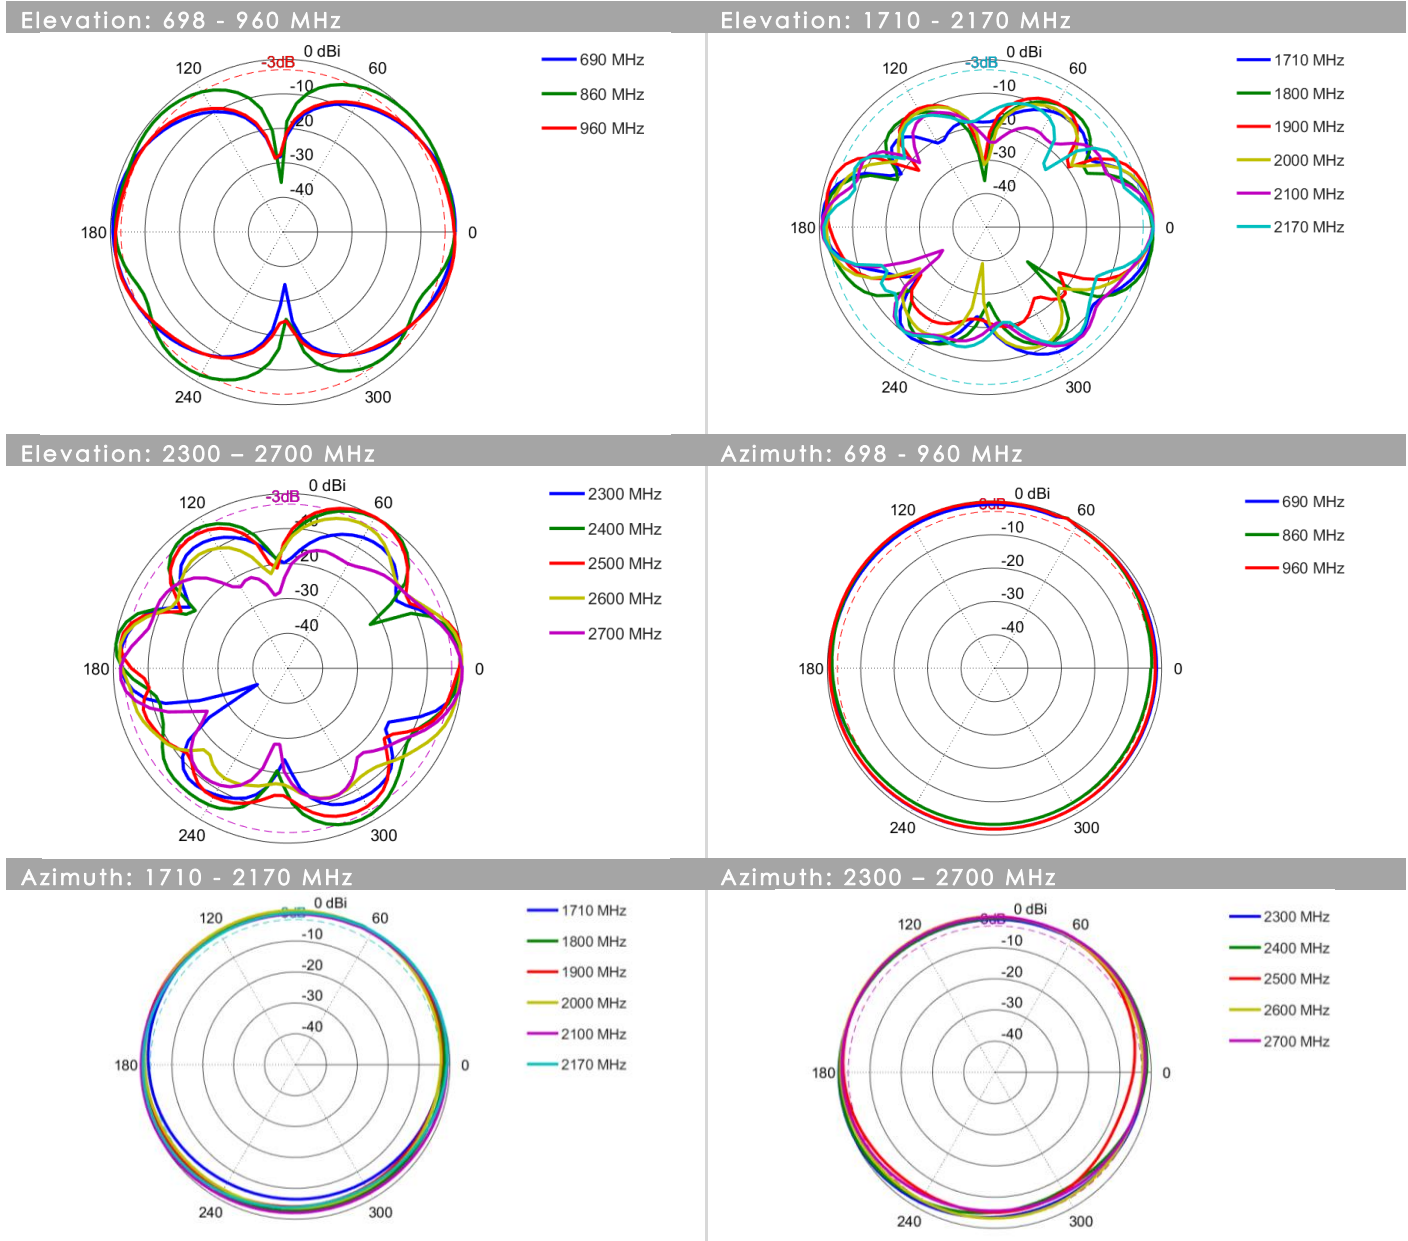 Elevation: 698 - 960 MHz
0 dBi
-3dB
120
60
-10
-20
-30
-40
180
0
240
300
690 MHz
860 MHz
960 MHz
Elevation: 1710 - 2170 MHz
0 dBi
-3dB
120
60
-10
-30
-40
180
0
240
300
1710 MHz
1800 MHz
1900 MHz
2000 MHz
2100 MHz
2170 MHz
Elevation: 2300 – 2700 MHz
0 dBi
-3dB
120
60
-20
-30
-40
180
0
240
300
2300 MHz
2400 MHz
2500 MHz
2600 MHz
2700 MHz
Azimuth: 698 - 960 MHz
0 dBi
-3dB
120
60
-10
-20
-30
-40
180
0
240
300
690 MHz
860 MHz
960 MHz
Azimuth: 1710 - 2170 MHz
0 dBi
-3dB
120
60
-10
-20
-30
-40
180
0
240
300
1710 MHz
1800 MHz
1900 MHz
2000 MHz
2100 MHz
2170 MHz
Azimuth: 2300 – 2700 MHz
0 dBi
-3dB
120
60
-10
-20
-30
-40
180
0
240
300
2300 MHz
2400 MHz
2500 MHz
2600 MHz
2700 MHz